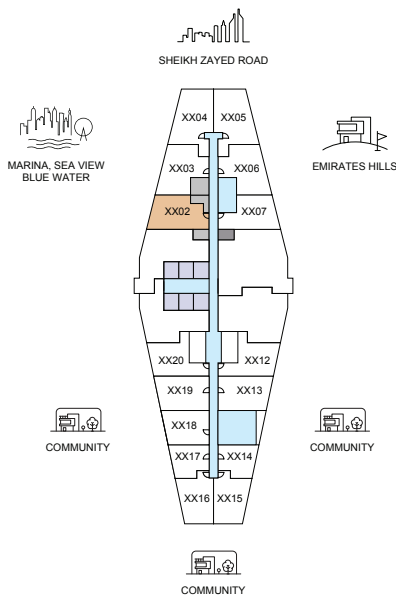 SHEIKH ZAYED ROAD
XX04 XX05
MARINA, SEA VIEW
BLUE WATER
XX03 XX06
EMIRATES HILLS
XX02 XX07
XX20 XX12
XX19 XX13
XX18
COMMUNITY
COMMUNITY
XX17 XX14
XX16 XX15
COMMUNITY